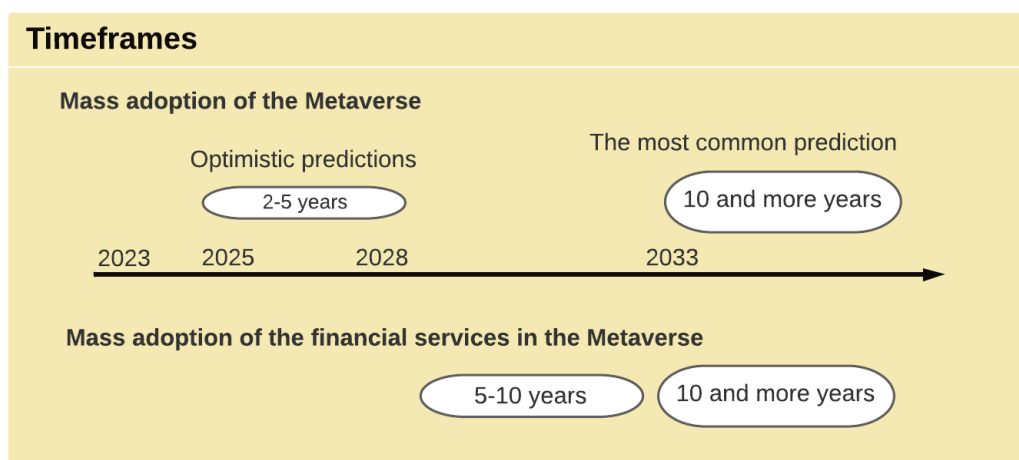 Timeframes
Mass adoption of the Metaverse
The most common prediction
Optimistic predictions
2-5 years
10 and more years
2023 2025 2028 2033
Mass adoption of the financial services in the Metaverse
5-10 years
10 and more years